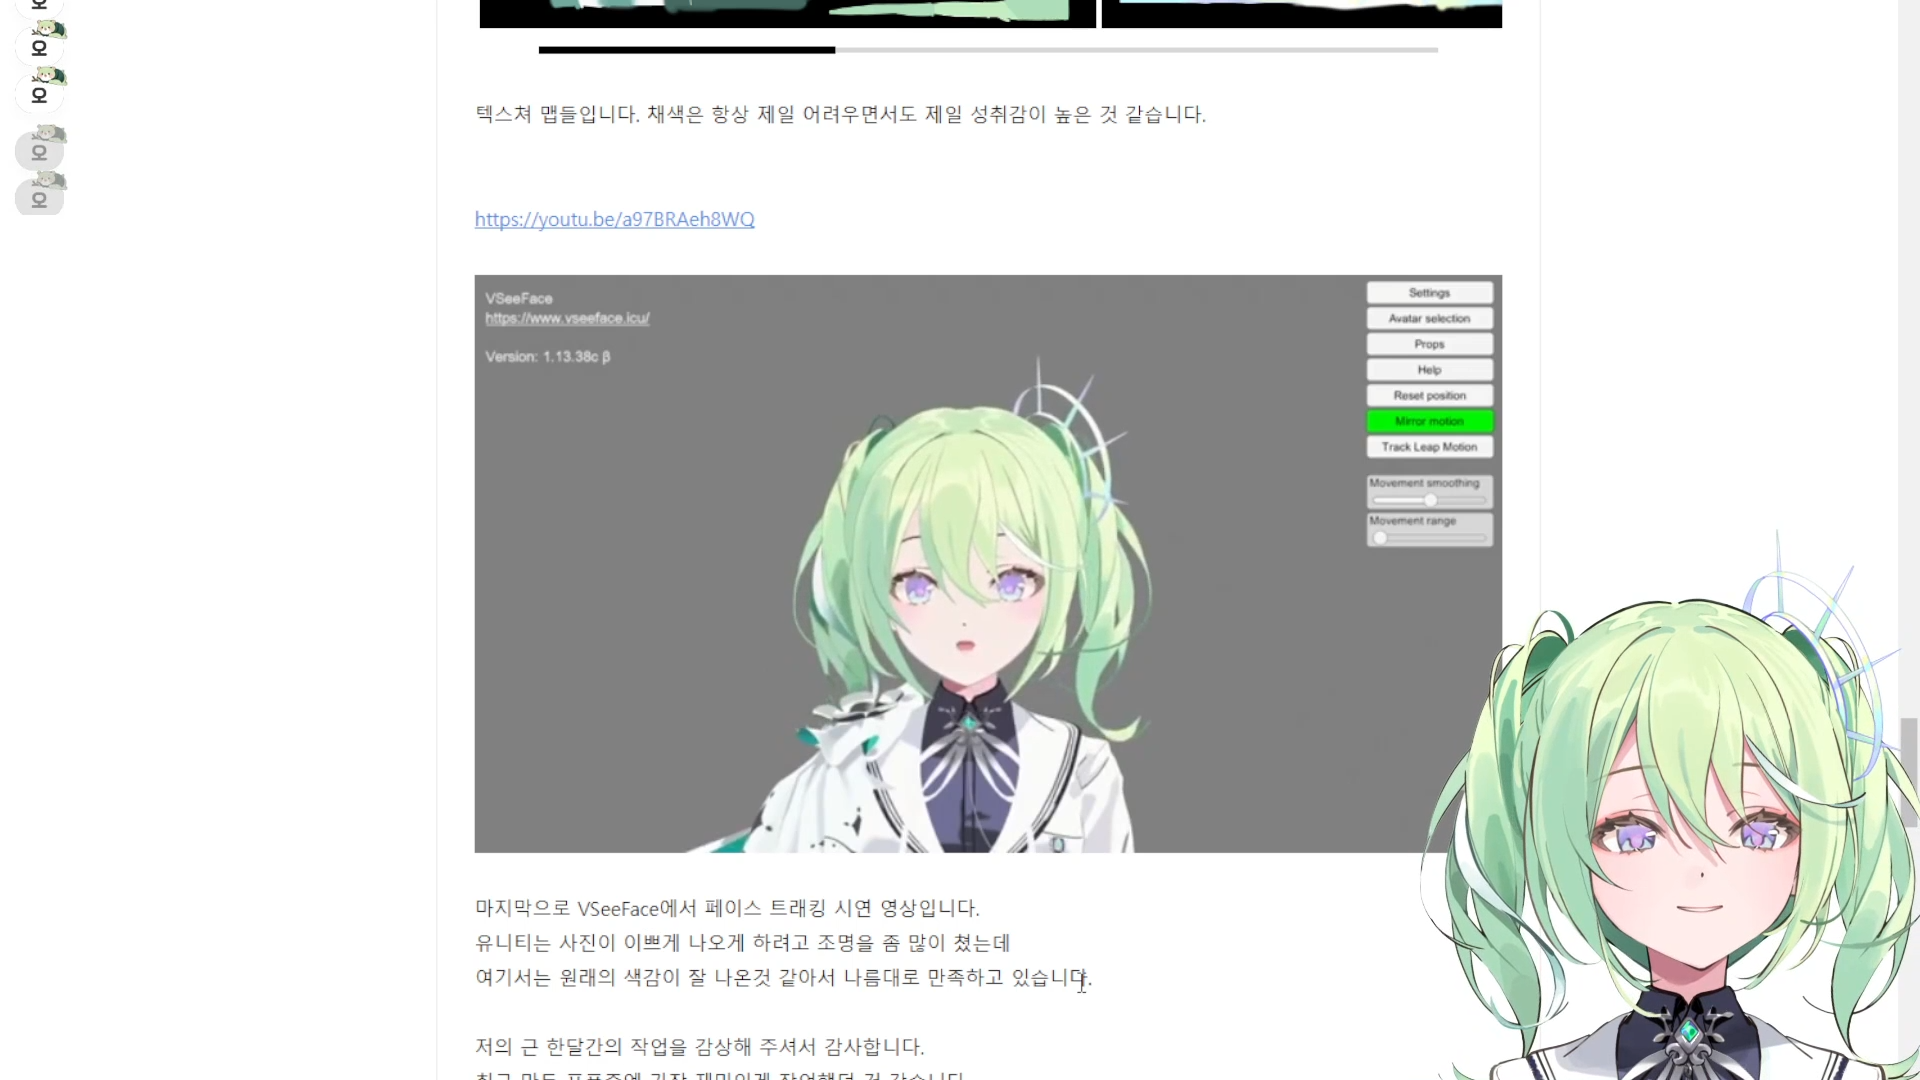 어
어
어
어
텍스쳐 맵들입니다. 채색은 항상 제일 어려우면서도 제일 성취감이 높은 것 같습니다.
https://youtu.be/a97BRAeh8WQ
VSeeFace
https://www.vseeface.icu/
Version: 1.13.38c β
Settings
Avatar selection
Props
Help
Reset position
Mirror motion
Track Leap Motion
Movement smoothing
Movement range
마지막으로 VSeeFace에서 페이스 트래킹 시연 영상입니다.
유니티는 사진이 이쁘게 나오게 하려고 조명을 좀 많이 쳤는데
여기서는 원래의 색감이 잘 나온것 같아서 나름대로 만족하고 있습니다.
저의 근 한달간의 작업을 감상해 주셔서 감사합니다.